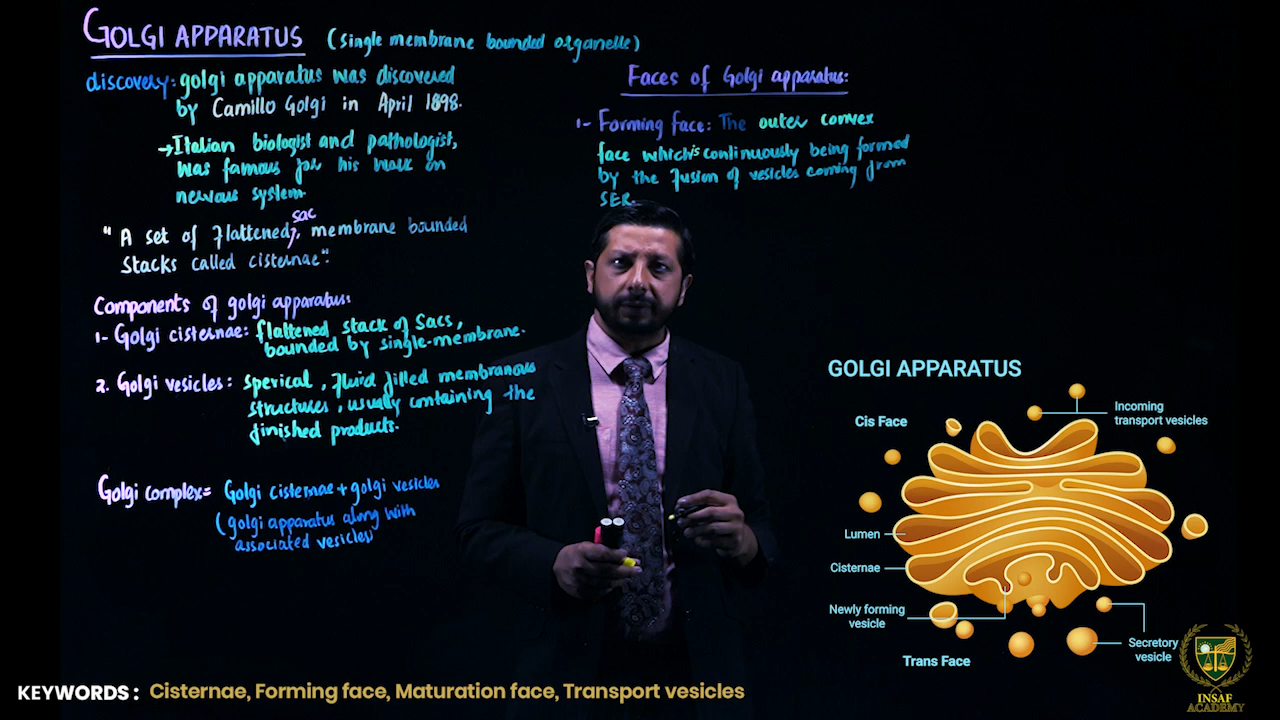 GOLGI APPARATUS (single membrane bounded organelle)
discovery: golgi apparatus was discovered
by Camillo Golgi in April 1898.
→Italian biologist and pathologist,
was famous for his work on
nervous system.
sac
" A set of flattened, membrane bounded
stacks called cisternae".
Components of golgi apparatus:
1- Golgi cisternae: flattened stack of Sacs,
bounded by single-membrane.
2. Golgi vesicles: sperical, fluid filled membranous
structures, usually containing the
finished products.
Golgi complex= Golgi cisternae + golgi vesicles
(golgi apparatus along with
associated vesicles)
Faces of Golgi apparatus:
1- Forming face: The outer convex
face which is continuously being formed
by the fusion of vesicles coming from
SER.
GOLGI APPARATUS
Cis Face
Incoming
transport vesicles
Lumen
Cisternae
Newly forming
vesicle
Trans Face
Secretory
vesicle
INSAF
ACADEMY
KEYWORDS : Cisternae, Forming face, Maturation face, Transport vesicles